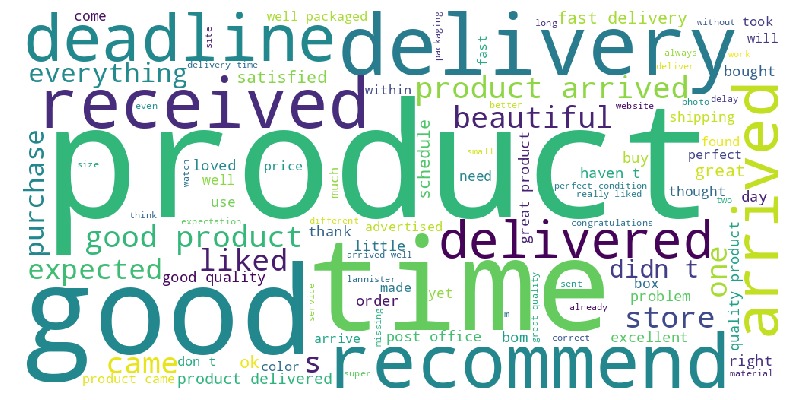 come
site
well packaged
packaging
long
fast delivery
without
took
deadline
delivery
fast
always
work
will
everything
delivery time
satisfied
deliver
bought
received
even
within
product arrived
better
website
photo
delay
beautiful
shipping
purchase
product
size
watch
loved
price
well
use
much
schedule
small
need
great product
haven t
buy
found
perfect
great
perfect condition
really liked
thought
day
arrived
think
expectation
different
advertised
congratulations
two
good product
thank
little
delivered
liked
arrived well
time
didn t
one
quality product
expected
good quality
lannister
made
order
yet
great quality
sent
box
problem
good
service
missing
already
m
store
arrive
post office
bom
correct
excellent
came
don t
ok
color
s
recommend
right
product came
product delivered
super
material